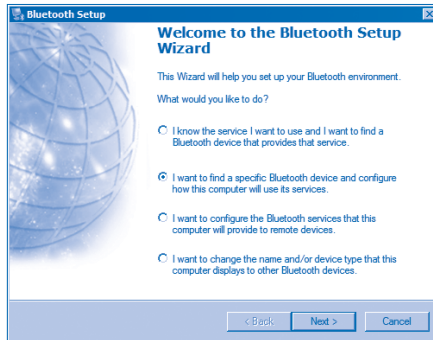 Bluetooth Setup
Welcome to the Bluetooth Setup
Wizard
This Wizard will help you set up your Bluetooth environment.
What would you like to do?
I know the service I want to use and I want to find a
Bluetooth device that provides that service.
I want to find a specific Bluetooth device and configure
how this computer will use its services.
I want to configure the Bluetooth services that this
computer will provide to remote devices.
I want to change the name and/or device type that this
computer displays to other Bluetooth devices.
< Back
Next >
Cancel